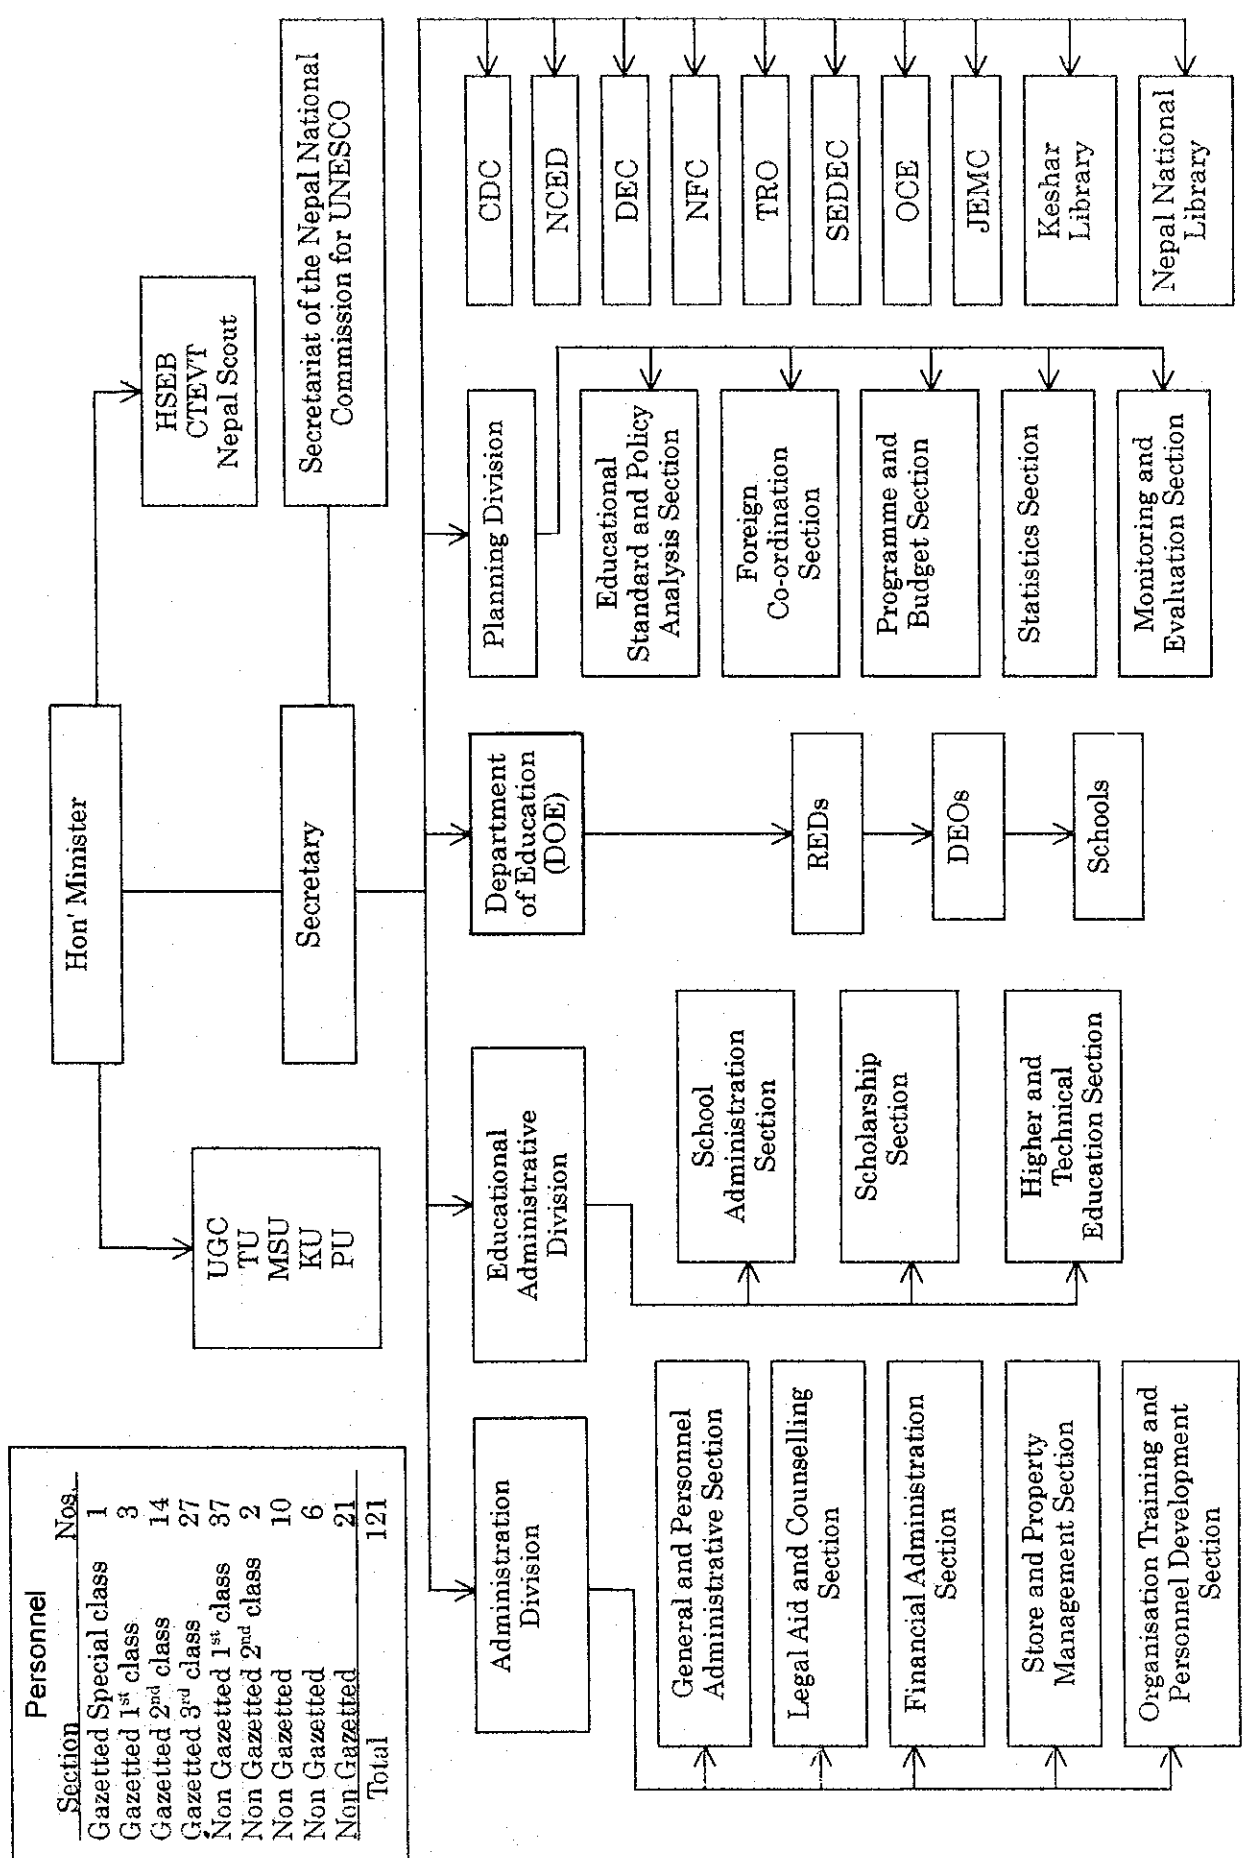 Personnel
Section Nos.
Gazetted Special class 1
Gazetted 1st class 3
Gazetted 2nd class 14
Gazetted 3rd class 27
Non Gazetted 1st class 37
Non Gazetted 2nd class 2
Non Gazetted 10
Non Gazetted 6
Non Gazetted 21
Total 121
Hon' Minister
UGC
TU
MSU
KU
PU
HSEB
CTEVT
Nepal Scout
Secretary
Secretariat of the Nepal National
Commission for UNESCO
Administration
Division
General and Personnel
Administrative Section
Legal Aid and Counselling
Section
Financial Administration
Section
Store and Property
Management Section
Organisation Training and
Personnel Development
Section
Educational
Administrative
Division
School
Administration
Section
Scholarship
Section
Higher and
Technical
Education Section
Department
of Education
(DOE)
REDs
DEOs
Schools
Planning Division
Educational
Standard and Policy
Analysis Section
Foreign
Co-ordination
Section
Programme and
Budget Section
Statistics Section
Monitoring and
Evaluation Section
CDC
NCED
DEC
NFC
TRO
SEDEC
OCE
JEMC
Keshar
Library
Nepal National
Library